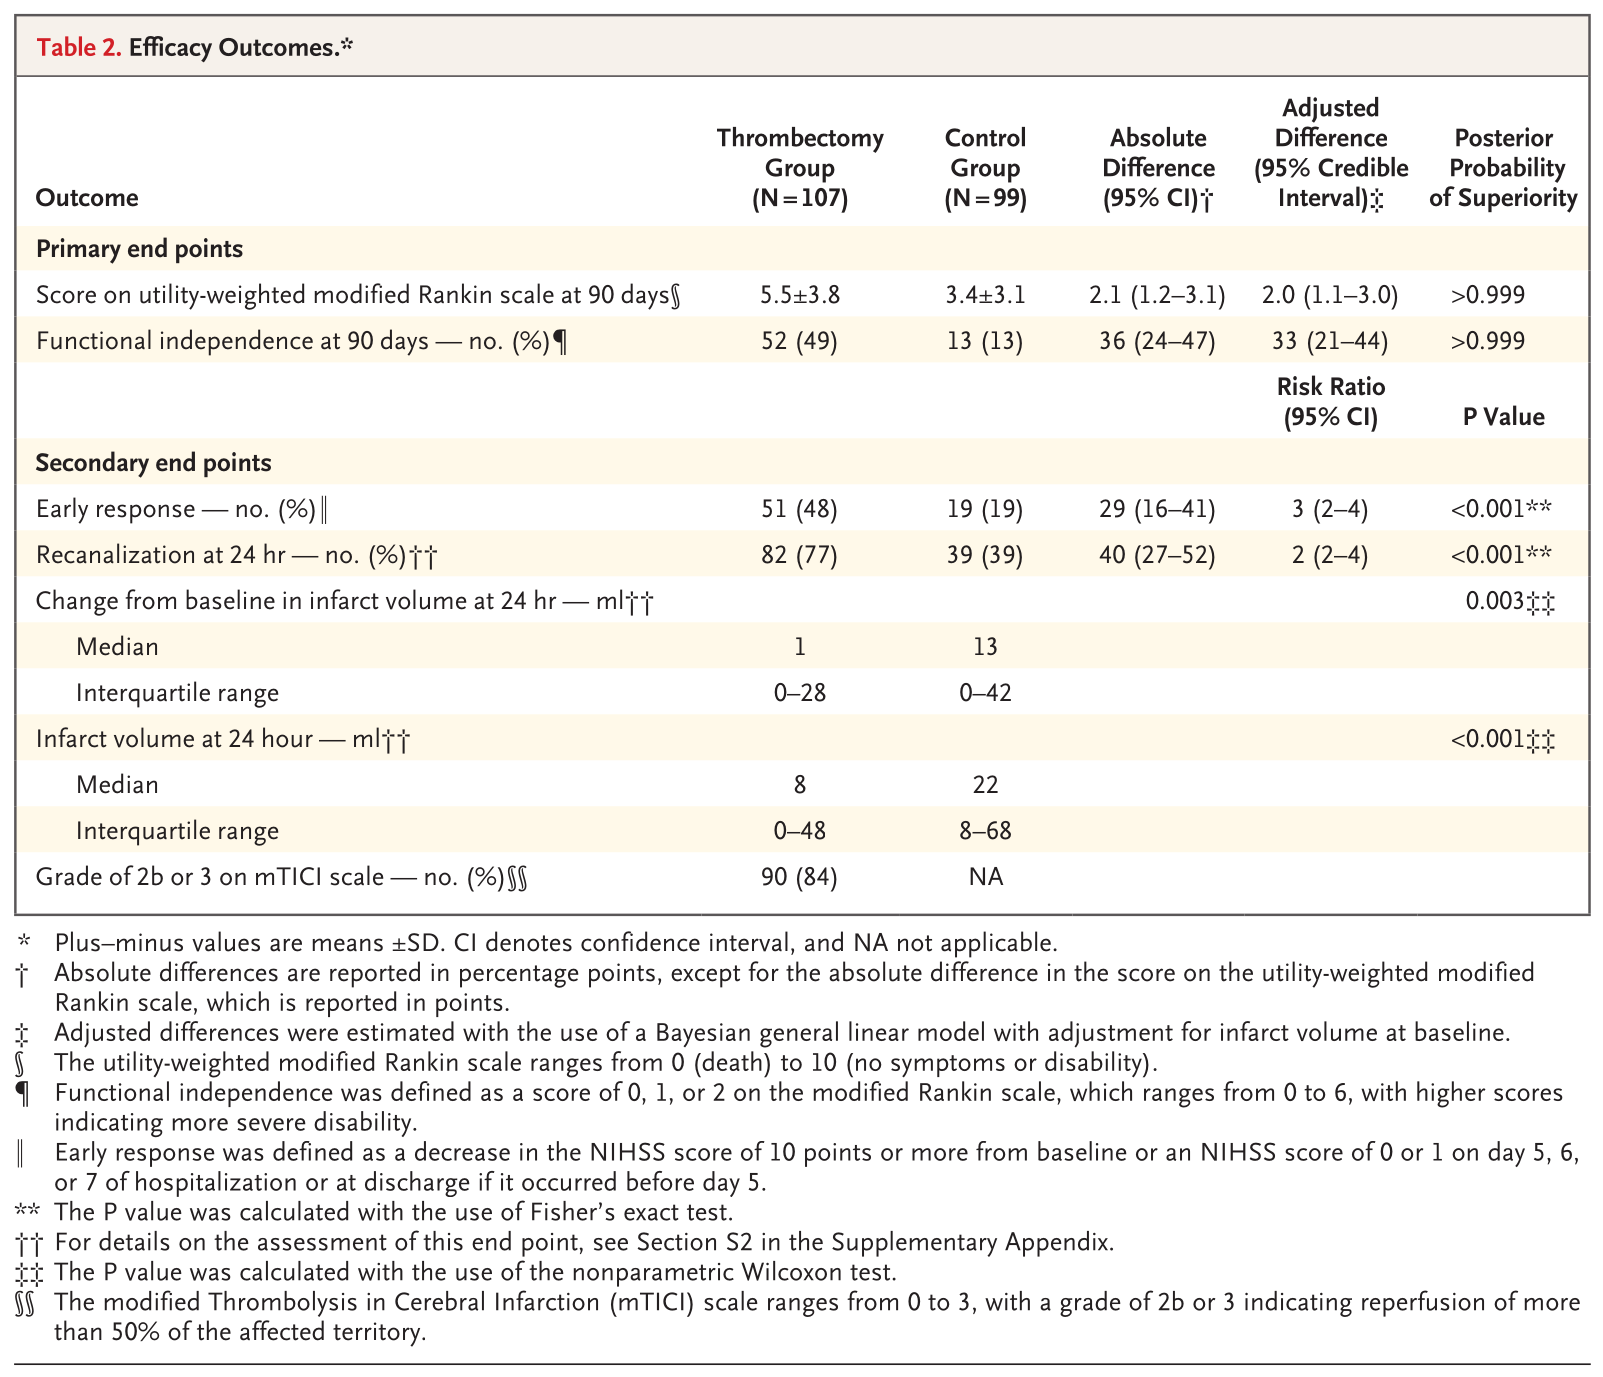 Table 2. Efficacy Outcomes.*
Outcome
Thrombectomy Group (N=107)
Control Group (N=99)
Absolute Difference (95% CI)†
Adjusted Difference (95% Credible Interval)‡
Posterior Probability of Superiority
Primary end points
Score on utility-weighted modified Rankin scale at 90 days§ 5.5±3.8 3.4±3.1 2.1 (1.2–3.1) 2.0 (1.1–3.0) >0.999
Functional independence at 90 days — no. (%)¶ 52 (49) 13 (13) 36 (24–47) 33 (21–44) >0.999
Risk Ratio (95% CI)
P Value
Secondary end points
Early response — no. (%)‖ 51 (48) 19 (19) 29 (16–41) 3 (2–4) <0.001**
Recanalization at 24 hr — no. (%)†† 82 (77) 39 (39) 40 (27–52) 2 (2–4) <0.001**
Change from baseline in infarct volume at 24 hr — ml†† 0.003‡‡
Median 1 13
Interquartile range 0–28 0–42
Infarct volume at 24 hour — ml†† <0.001‡‡
Median 8 22
Interquartile range 0–48 8–68
Grade of 2b or 3 on mTICI scale — no. (%)§§ 90 (84) NA
* Plus–minus values are means ±SD. CI denotes confidence interval, and NA not applicable.
† Absolute differences are reported in percentage points, except for the absolute difference in the score on the utility-weighted modified
Rankin scale, which is reported in points.
‡ Adjusted differences were estimated with the use of a Bayesian general linear model with adjustment for infarct volume at baseline.
§ The utility-weighted modified Rankin scale ranges from 0 (death) to 10 (no symptoms or disability).
¶ Functional independence was defined as a score of 0, 1, or 2 on the modified Rankin scale, which ranges from 0 to 6, with higher scores
indicating more severe disability.
‖ Early response was defined as a decrease in the NIHSS score of 10 points or more from baseline or an NIHSS score of 0 or 1 on day 5, 6,
or 7 of hospitalization or at discharge if it occurred before day 5.
** The P value was calculated with the use of Fisher's exact test.
†† For details on the assessment of this end point, see Section S2 in the Supplementary Appendix.
‡‡ The P value was calculated with the use of the nonparametric Wilcoxon test.
§§ The modified Thrombolysis in Cerebral Infarction (mTICI) scale ranges from 0 to 3, with a grade of 2b or 3 indicating reperfusion of more
than 50% of the affected territory.